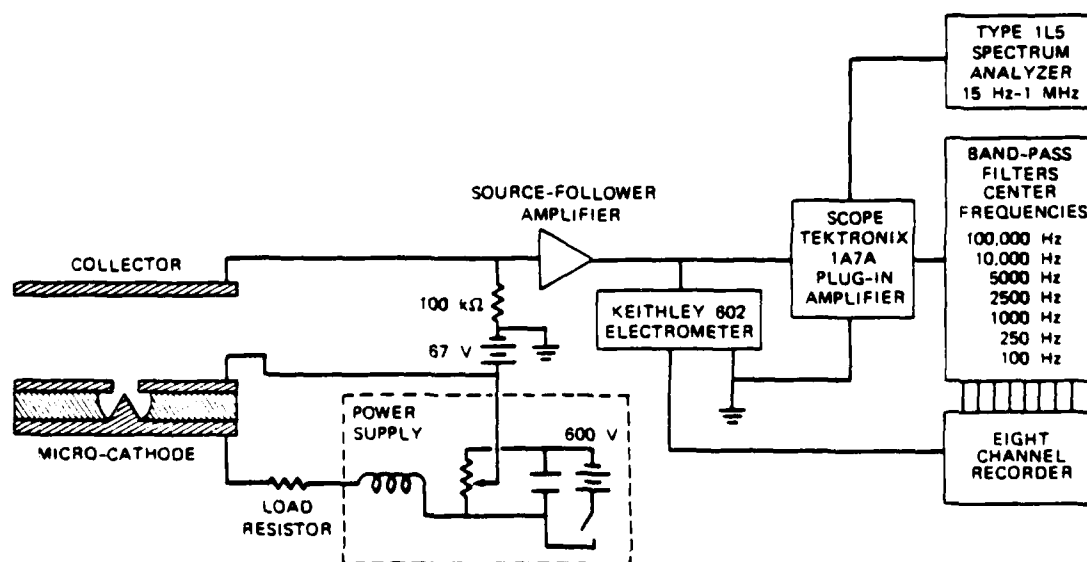 TYPE 1L5
SPECTRUM
ANALYZER
15 Hz-1 MHz
BAND-PASS
FILTERS
CENTER
FREQUENCIES
100,000 Hz
10,000 Hz
5000 Hz
2500 Hz
1000 Hz
250 Hz
100 Hz
SOURCE-FOLLOWER
AMPLIFIER
SCOPE
TEKTRONIX
1A7A
PLUG-IN
AMPLIFIER
COLLECTOR
100 kΩ
KEITHLEY 602
ELECTROMETER
67 V
POWER
SUPPLY
600 V
MICRO-CATHODE
LOAD
RESISTOR
EIGHT
CHANNEL
RECORDER